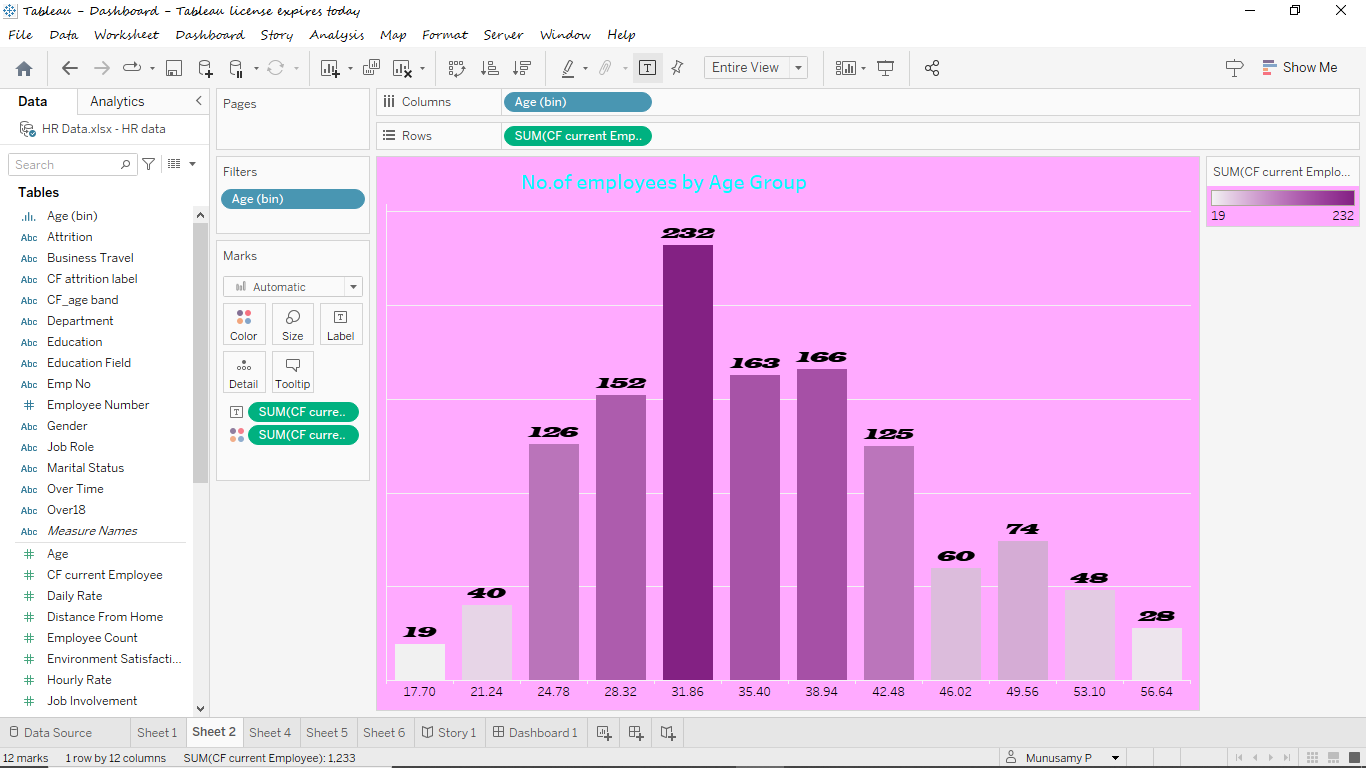 Tableau - Dashboard - Tableau license expires today
File Data Worksheet Dashboard Story Analysis Map Format Server Window Help
Entire View
Show Me
Data Analytics
HR Data.xlsx - HR data
Search
Tables
Age (bin)
Abc Attrition
Abc Business Travel
Abc CF attrition label
Abc CF_age band
Abc Department
Abc Education
Abc Education Field
Abc Emp No
# Employee Number
Abc Gender
Abc Job Role
Abc Marital Status
Abc Over Time
Abc Over18
Abc Measure Names
# Age
# CF current Employee
# Daily Rate
# Distance From Home
# Employee Count
# Environment Satisfacti...
# Hourly Rate
# Job Involvement
Pages
Filters
Age (bin)
Marks
Automatic
Color Size T Label
Detail Tooltip
T SUM(CF curre..
SUM(CF curre..
Columns Age (bin)
Rows SUM(CF current Emp..
No.of employees by Age Group
232
163 166
152
126 125
74
60
48
40
28
19
17.70 21.24 24.78 28.32 31.86 35.40 38.94 42.48 46.02 49.56 53.10 56.64
SUM(CF current Emplo...
19 232
Data Source Sheet 1 Sheet 2 Sheet 4 Sheet 5 Sheet 6 Story 1 Dashboard 1
12 marks 1 row by 12 columns SUM(CF current Employee): 1,233 Munusamy P